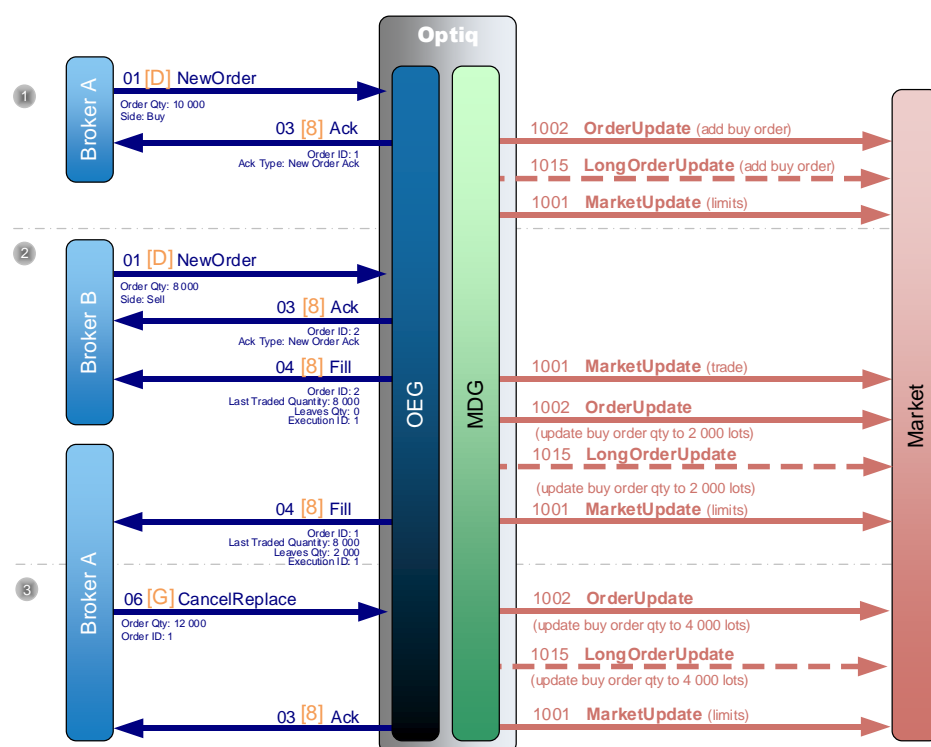 Optiq
1
Broker A
01 [D] NewOrder
Order Qty: 10 000
Side: Buy
03 [8] Ack
Order ID: 1
Ack Type: New Order Ack
1002 OrderUpdate (add buy order)
1015 LongOrderUpdate (add buy order)
1001 MarketUpdate (limits)
2
Broker B
01 [D] NewOrder
Order Qty: 8 000
Side: Sell
03 [8] Ack
Order ID: 2
Ack Type: New Order Ack
04 [8] Fill
Order ID: 2
Last Traded Quantity: 8 000
Leaves Qty: 0
Execution ID: 1
OEG
MDG
Market
1001 MarketUpdate (trade)
1002 OrderUpdate
(update buy order qty to 2 000 lots)
1015 LongOrderUpdate
(update buy order qty to 2 000 lots)
Broker A
04 [8] Fill
Order ID: 1
Last Traded Quantity: 8 000
Leaves Qty: 2 000
Execution ID: 1
1001 MarketUpdate (limits)
3
06 [G] CancelReplace
Order Qty: 12 000
Order ID: 1
1002 OrderUpdate
(update buy order qty to 4 000 lots)
1015 LongOrderUpdate
(update buy order qty to 4 000 lots)
03 [8] Ack
1001 MarketUpdate (limits)